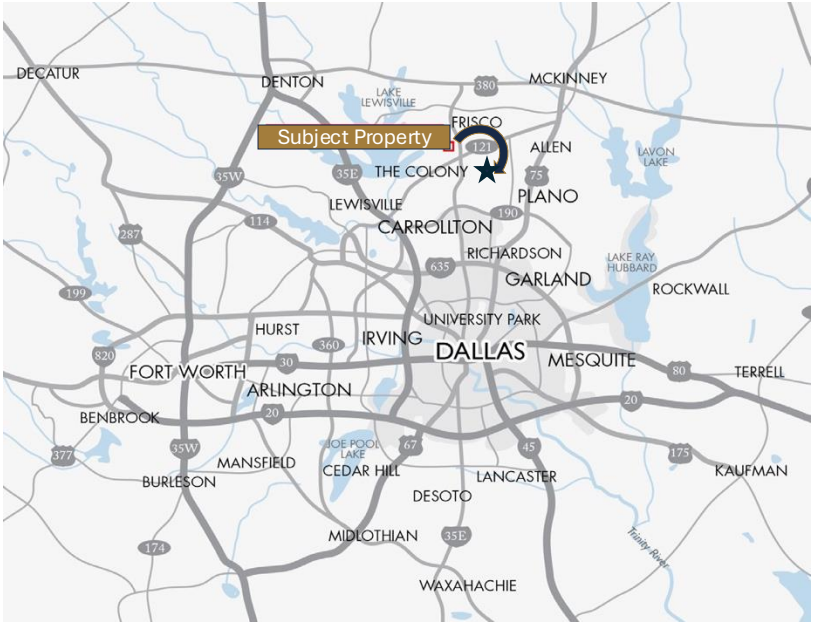 DECATUR
DENTON
380
MCKINNEY
LAKE
LEWISVILLE
FRISCO
Subject Property
121
ALLEN
LAVON
LAKE
35W
35E
THE COLONY
75
PLANO
LEWISVILLE
190
114
CARROLLTON
287
RICHARDSON
635
LAKE RAY
HUBBARD
GARLAND
199
ROCKWALL
UNIVERSITY PARK
HURST
360
IRVING
DALLAS
820
30
MESQUITE
FORT WORTH
80
TERRELL
ARLINGTON
20
20
BENBROOK
377
35W
JOE POOL
LAKE
67
45
175
MANSFIELD
CEDAR HILL
KAUFMAN
BURLESON
LANCASTER
DESOTO
MIDLOTHIAN
35E
Trinity River
174
WAXAHACHIE